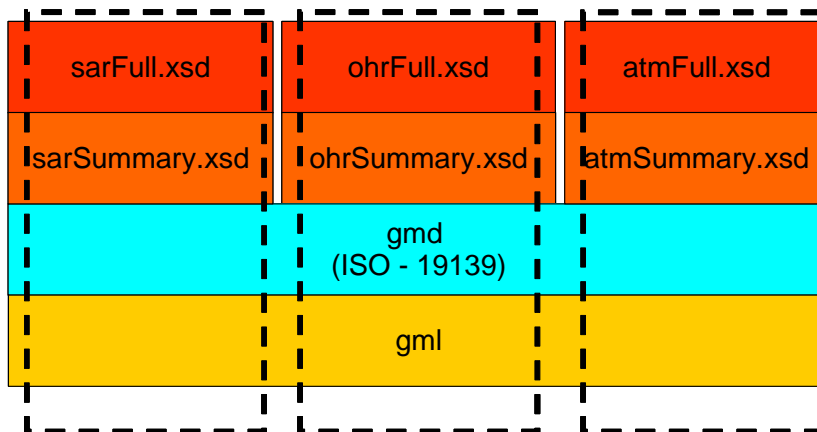 sarFull.xsd
ohrFull.xsd
atmFull.xsd
sarSummary.xsd
ohrSummary.xsd
atmSummary.xsd
gmd
(ISO - 19139)
gml